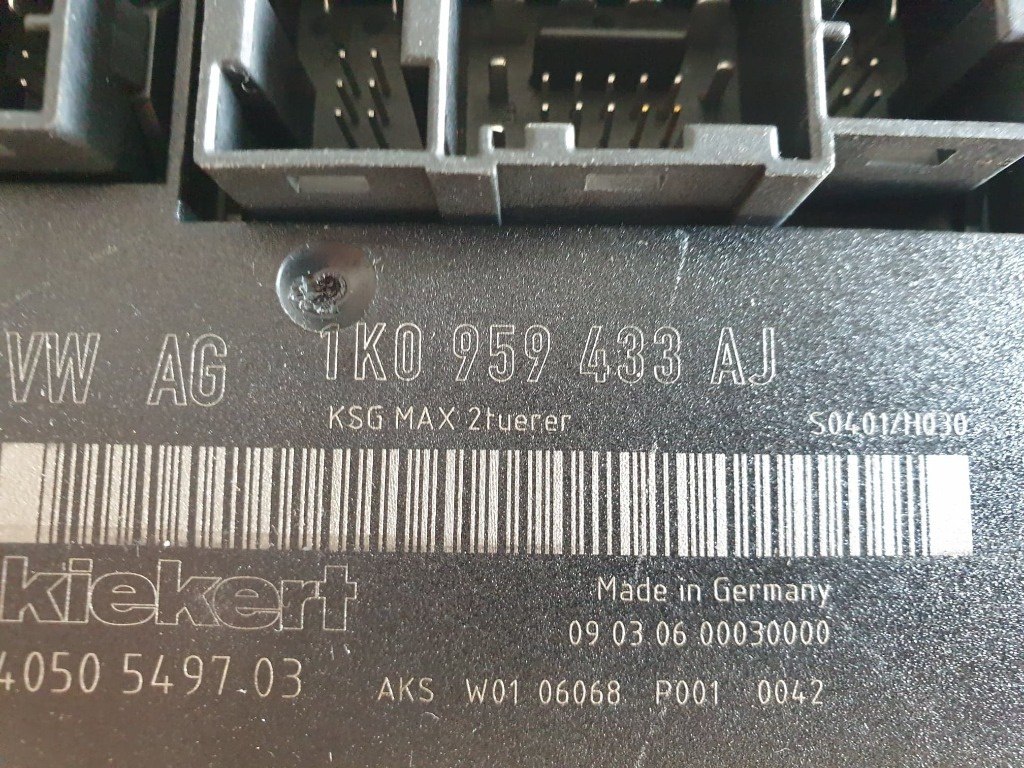 VW AG 1K0 959 433 AJ
KSG MAX 2tuerer S0401/H030
kiekert
Made in Germany
09 03 06 00030000
40505 5497 03
AKS W01 06068 P001 0042